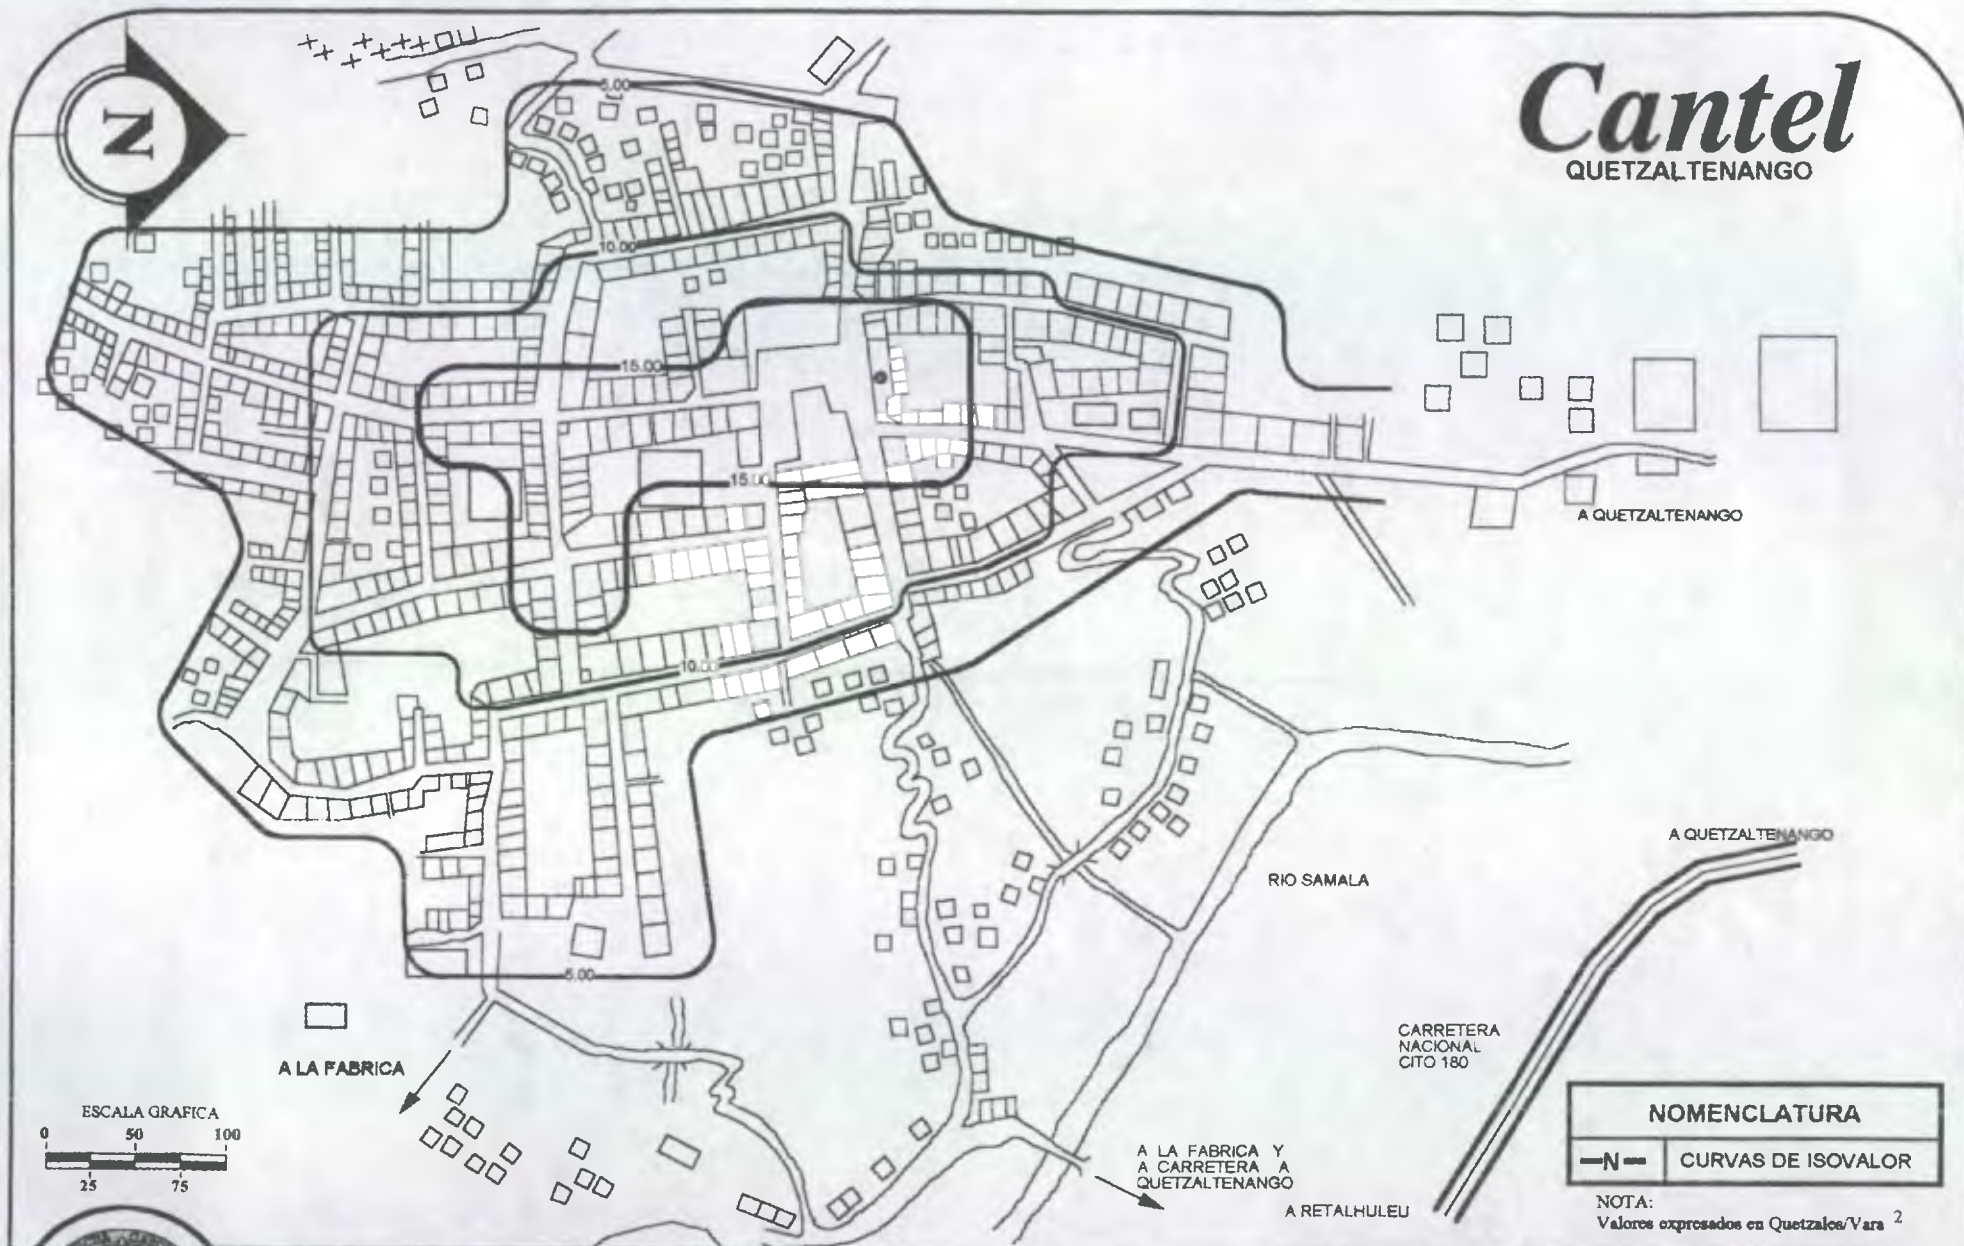 N
Cantel
QUETZALTENANGO
5.00
10.00
15.00
15.00
10.00
5.00
A QUETZALTENANGO
A QUETZALTENANGO
RIO SAMALA
CARRETERA
NACIONAL
CITO 180
A LA FABRICA
ESCALA GRAFICA
0 50 100
25 75
A LA FABRICA Y
A CARRETERA A
QUETZALTENANGO
A RETALHULEU
NOMENCLATURA
N CURVAS DE ISOVALOR
NOTA:
Valores expresados en Quetzales/Vara 2